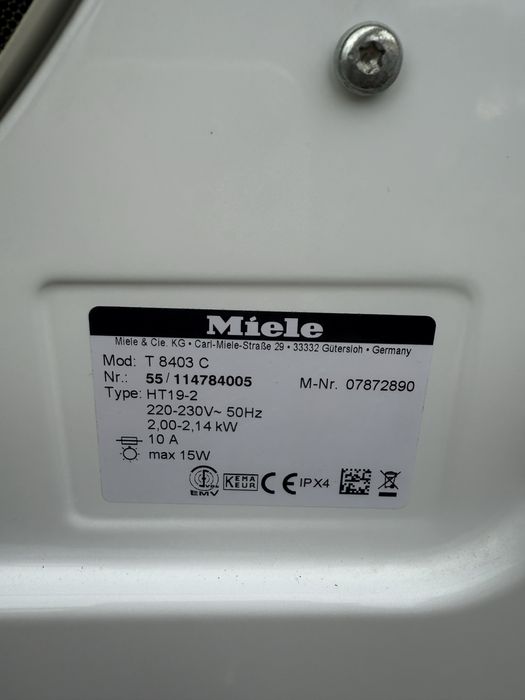 Miele
Miele & Cie. KG • Carl-Miele-Straße 29 • 33332 Gütersloh • Germany
Mod: T 8403 C
Nr.: 55/114784005 M-Nr. 07872890
Type: HT19-2
220-230V~ 50Hz
2,00-2,14 kW
10 A
max 15W
EMV KEMA KEUR CE IPX4